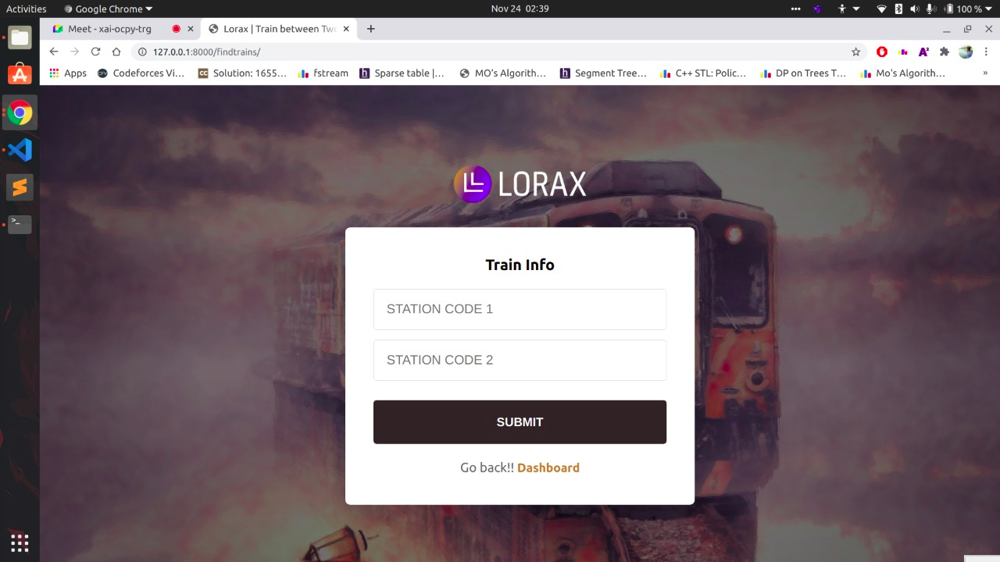 Activities Google Chrome Nov 24 02:39 100 %
Meet - xai-ocpy-trg Lorax | Train between Two
127.0.0.1:8000/findtrains/
Apps Codeforces Vi… Solution: 1655… fstream Sparse table |… MO’s Algorith… Segment Tree… C++ STL: Polic… DP on Trees T… Mo's Algorith… »
LORAX
Train Info
STATION CODE 1
STATION CODE 2
SUBMIT
Go back!! Dashboard